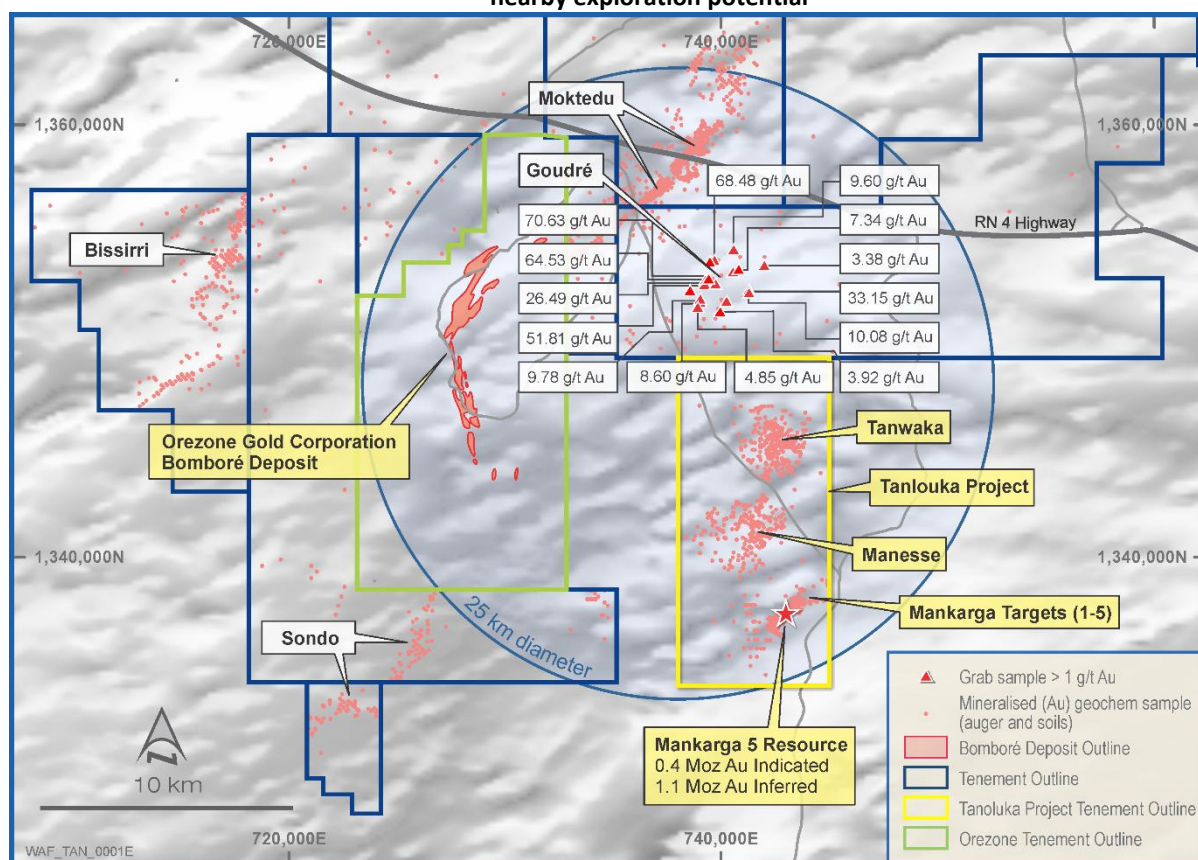 nearby exploration potential
720,000E
740,000E
1,360,000N
1,360,000N
Moktedu
Goudré
68.48 g/t Au
9.60 g/t Au
70.63 g/t Au
7.34 g/t Au
RN 4 Highway
Bissirri
64.53 g/t Au
3.38 g/t Au
26.49 g/t Au
33.15 g/t Au
51.81 g/t Au
10.08 g/t Au
9.78 g/t Au
8.60 g/t Au
4.85 g/t Au
3.92 g/t Au
Orezone Gold Corporation
Bomboré Deposit
Tanwaka
Tanlouka Project
1,340,000N
1,340,000N
Manesse
Mankarga Targets (1-5)
25 km diameter
Sondo
Mankarga 5 Resource
0.4 Moz Au Indicated
1.1 Moz Au Inferred
Grab sample > 1 g/t Au
Mineralised (Au) geochem sample
(auger and soils)
Bomboré Deposit Outline
Tenement Outline
Tanoluka Project Tenement Outline
Orezone Tenement Outline
10 km
720,000E
740,000E
WAF_TAN_0001E